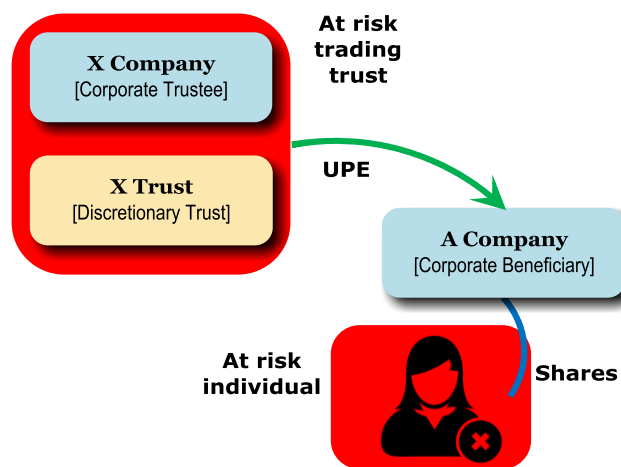 X Company
[Corporate Trustee]
At risk
trading
trust
UPE
X Trust
[Discretionary Trust]
A Company
[Corporate Beneficiary]
At risk
individual
Shares